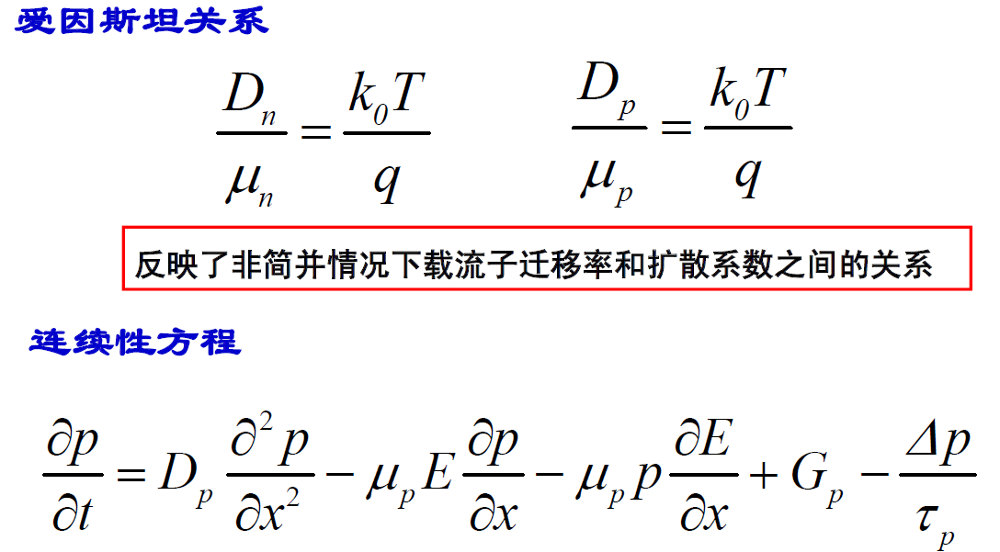 爱因斯坦关系
$\frac{D_n}{\mu_n} = \frac{k_0 T}{q}$ $\frac{D_p}{\mu_p} = \frac{k_0 T}{q}$
反映了非简并情况下载流子迁移率和扩散系数之间的关系
连续性方程
$\frac{\partial p}{\partial t} = D_p \frac{\partial^2 p}{\partial x^2} - \mu_p E \frac{\partial p}{\partial x} - \mu_p p \frac{\partial E}{\partial x} + G_p - \frac{\Delta p}{\tau_p}$